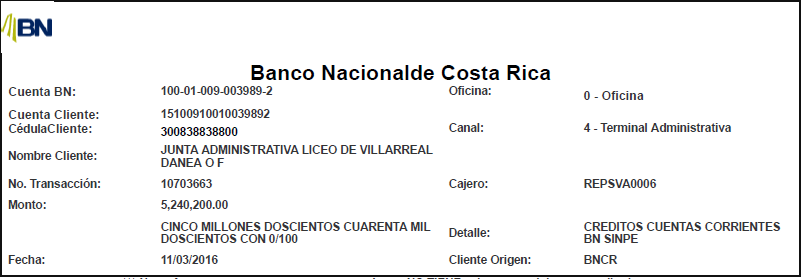 BN
Banco Nacionalde Costa Rica
Cuenta BN: 100-01-009-003989-2 Oficina: 0 - Oficina
Cuenta Cliente: 15100910010039892
CédulaCliente: 300838838800 Canal: 4 - Terminal Administrativa
Nombre Cliente: JUNTA ADMINISTRATIVA LICEO DE VILLARREAL
DANEA O F
No. Transacción: 10703663 Cajero: REPSVA0006
Monto: 5,240,200.00
CINCO MILLONES DOSCIENTOS CUARENTA MIL
DOSCIENTOS CON 0/100
Detalle: CREDITOS CUENTAS CORRIENTES
BN SINPE
Fecha: 11/03/2016 Cliente Origen: BNCR